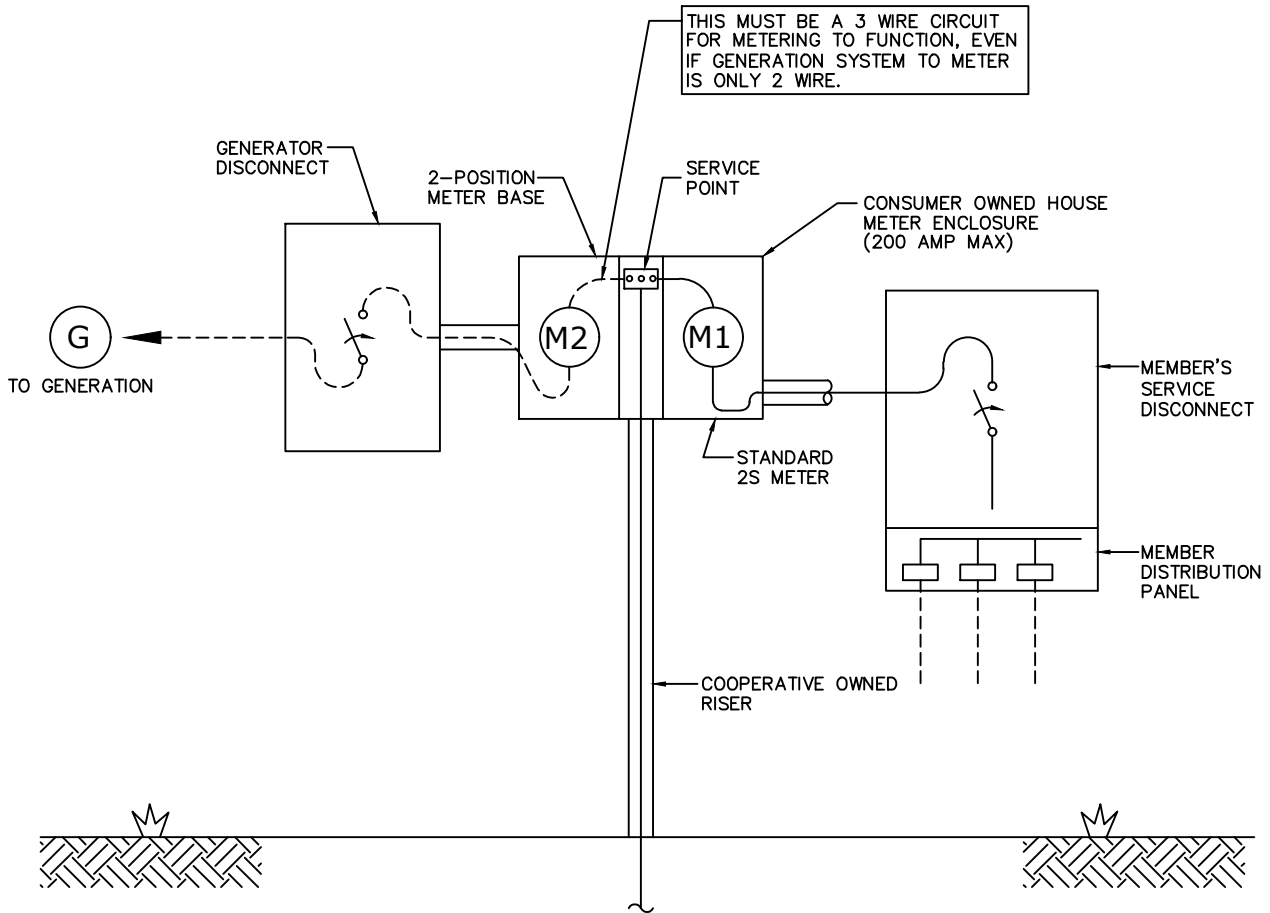 THIS MUST BE A 3 WIRE CIRCUIT
FOR METERING TO FUNCTION, EVEN
IF GENERATION SYSTEM TO METER
IS ONLY 2 WIRE.
GENERATOR
DISCONNECT
2-POSITION
METER BASE
SERVICE
POINT
CONSUMER OWNED HOUSE
METER ENCLOSURE
(200 AMP MAX)
G
TO GENERATION
M2
M1
MEMBER'S
SERVICE
DISCONNECT
STANDARD
2S METER
MEMBER
DISTRIBUTION
PANEL
COOPERATIVE OWNED
RISER